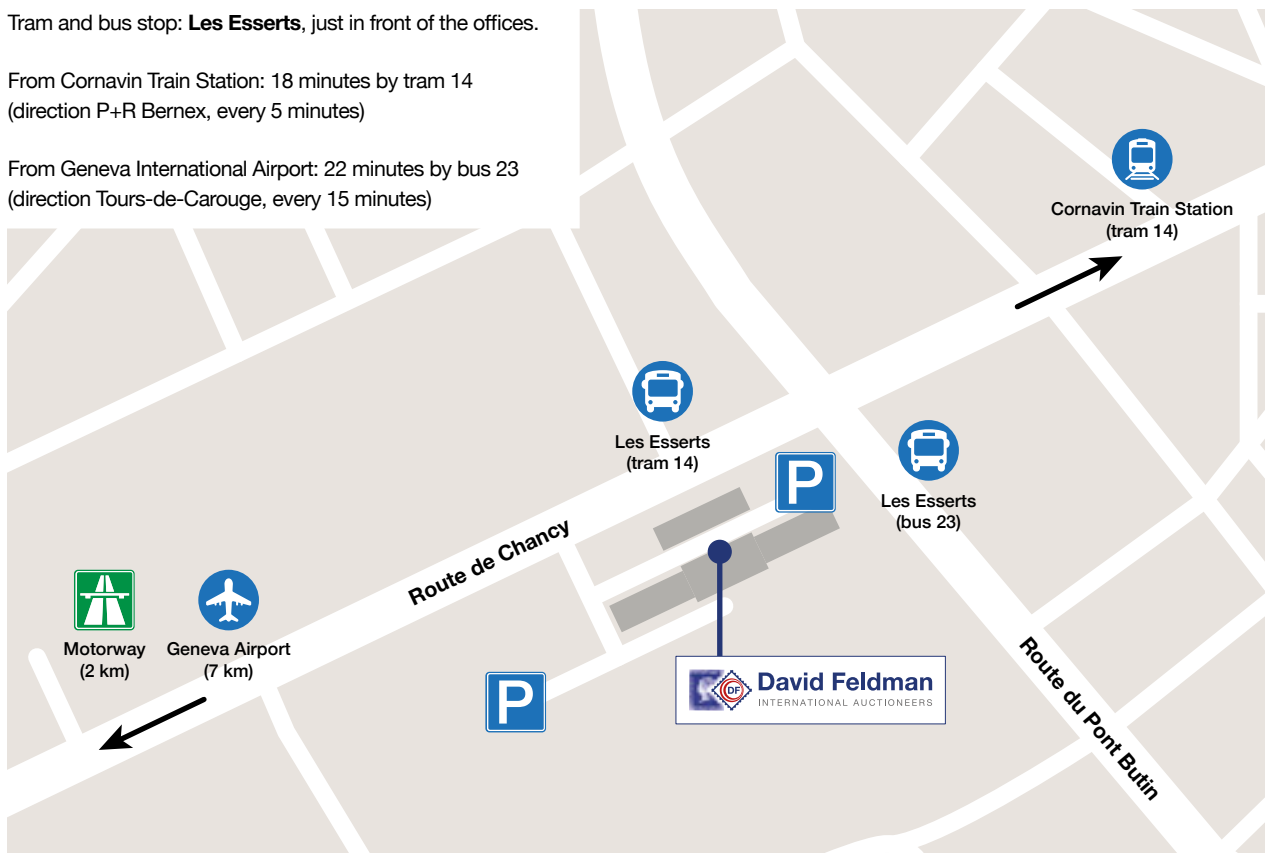 Tram and bus stop: Les Esserts, just in front of the offices.
From Cornavin Train Station: 18 minutes by tram 14
(direction P+R Bernex, every 5 minutes)
From Geneva International Airport: 22 minutes by bus 23
(direction Tours-de-Carouge, every 15 minutes)
Cornavin Train Station
(tram 14)
Les Esserts
(tram 14)
P
Les Esserts
(bus 23)
Route de Chancy
Motorway
(2 km)
Geneva Airport
(7 km)
P
DF
David Feldman
INTERNATIONAL AUCTIONEERS
Route du Pont Butin